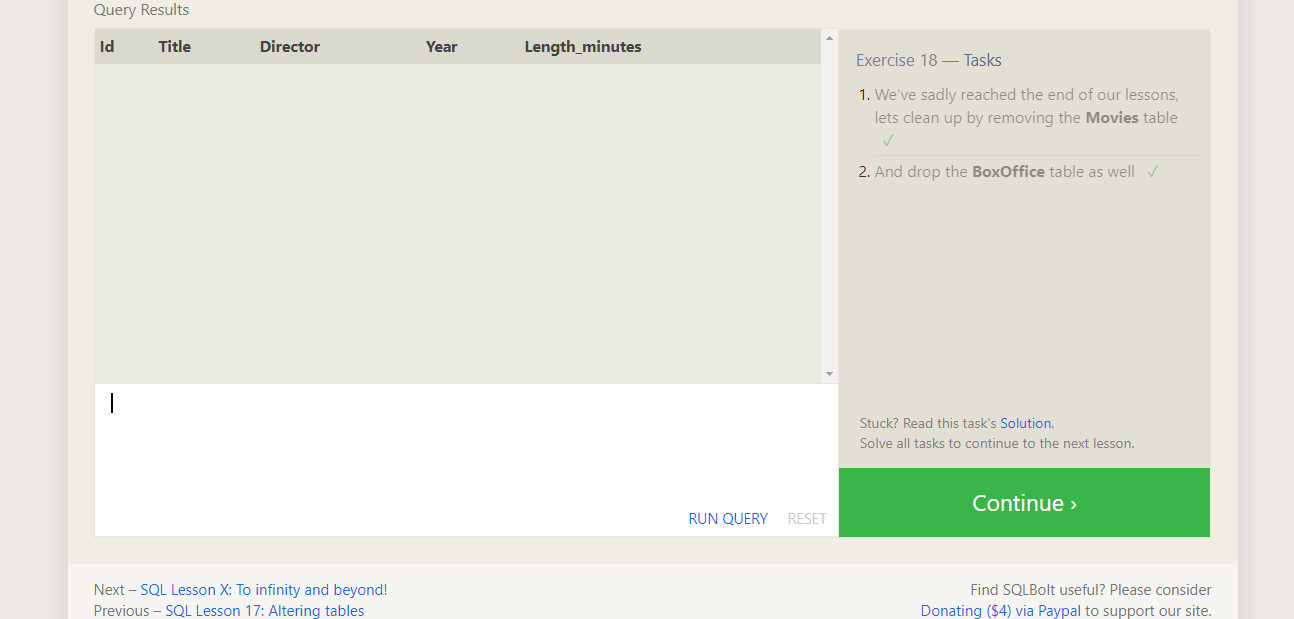 Query Results
Id Title Director Year Length_minutes
Exercise 18 — Tasks
1. We've sadly reached the end of our lessons,
lets clean up by removing the Movies table
✓
2. And drop the BoxOffice table as well ✓
Stuck? Read this task's Solution.
Solve all tasks to continue to the next lesson.
RUN QUERY RESET
Continue ›
Next – SQL Lesson X: To infinity and beyond!
Previous – SQL Lesson 17: Altering tables
Find SQLBolt useful? Please consider
Donating ($4) via Paypal to support our site.